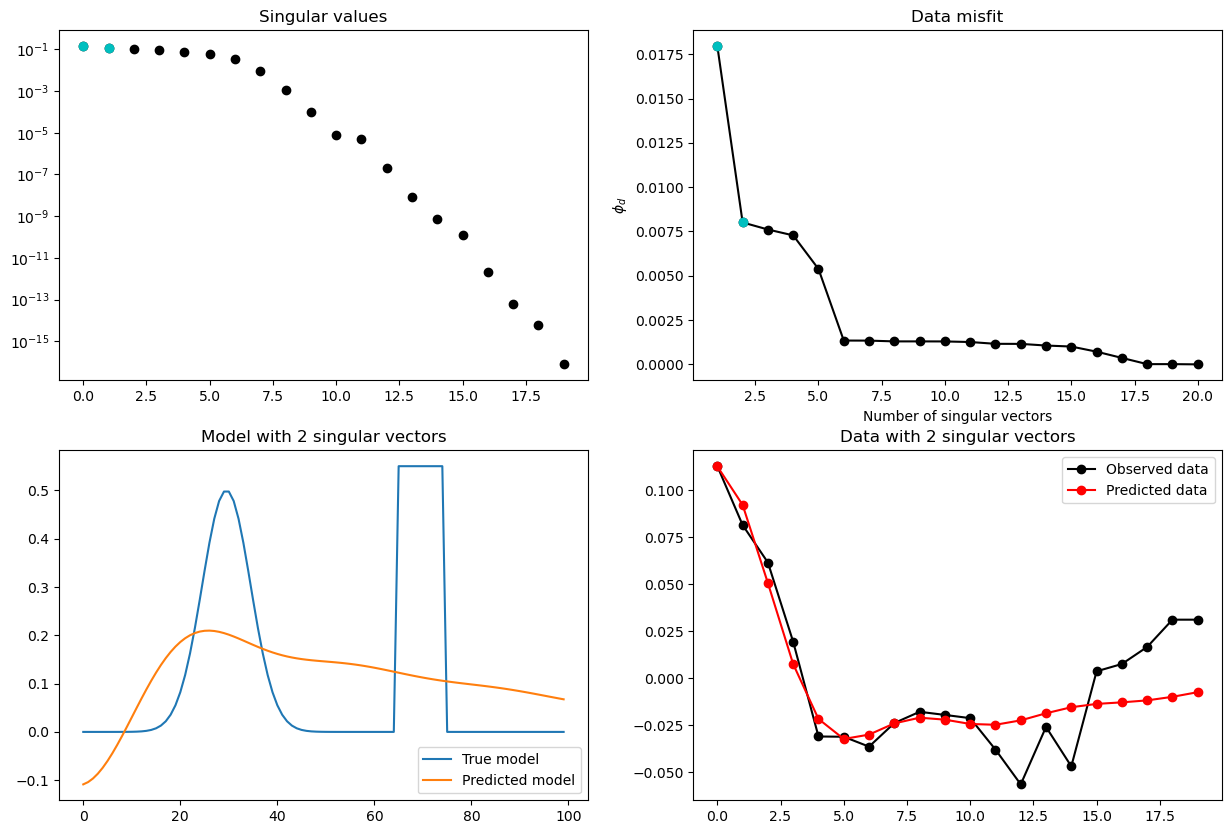 Singular values
10⁻¹
10⁻³
10⁻⁵
10⁻⁷
10⁻⁹
10⁻¹¹
10⁻¹³
10⁻¹⁵
0.0 2.5 5.0 7.5 10.0 12.5 15.0 17.5
Data misfit
ϕ_d
0.0175
0.0150
0.0125
0.0100
0.0075
0.0050
0.0025
0.0000
2.5 5.0 7.5 10.0 12.5 15.0 17.5 20.0
Number of singular vectors
Model with 2 singular vectors
0.5
0.4
0.3
0.2
0.1
0.0
−0.1
True model
Predicted model
0 20 40 60 80 100
Data with 2 singular vectors
Observed data
Predicted data
0.100
0.075
0.050
0.025
0.000
−0.025
−0.050
0.0 2.5 5.0 7.5 10.0 12.5 15.0 17.5